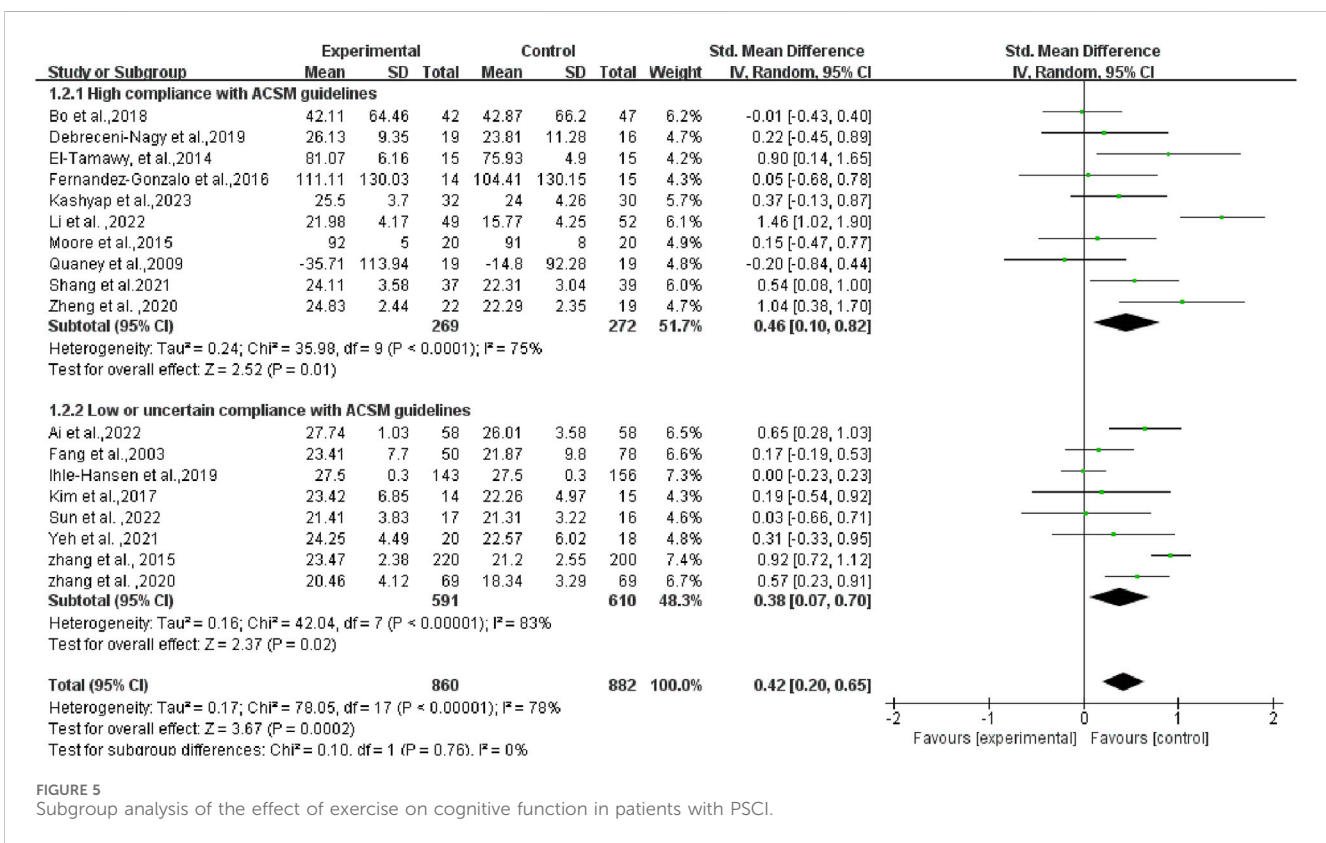 Experimental Control Std. Mean Difference Std. Mean Difference
Study or Subgroup Mean SD Total Mean SD Total Weight IV, Random, 95% CI IV, Random, 95% CI
1.2.1 High compliance with ACSM guidelines
Bo et al.,2018 42.11 64.46 42 42.87 66.2 47 6.2% -0.01 [-0.43, 0.40]
Debreceni-Nagy et al.,2019 26.13 9.35 19 23.81 11.28 16 4.7% 0.22 [-0.45, 0.89]
El-Tamawy, et al.,2014 81.07 6.16 15 75.93 4.9 15 4.2% 0.90 [0.14, 1.65]
Fernandez-Gonzalo et al.,2016 111.11 130.03 14 104.41 130.15 15 4.3% 0.05 [-0.68, 0.78]
Kashyap et al.,2023 25.5 3.7 32 24 4.26 30 5.6% 0.37 [-0.13, 0.87]
Li et al.,2022 21.98 4.17 49 15.77 4.25 52 6.1% 1.46 [1.02, 1.90]
Moore et al.,2015 92 5 20 91 8 20 4.9% 0.15 [-0.47, 0.77]
Quaney et al.,2009 -35.71 113.94 19 -14.8 92.28 19 4.8% -0.20 [-0.84, 0.44]
Shang et al.2021 24.11 3.58 37 22.31 3.04 39 6.0% 0.54 [0.08, 1.00]
Zheng et al.,2020 24.83 2.44 22 22.29 2.35 19 4.7% 1.04 [0.38, 1.70]
Subtotal (95% CI) 269 272 51.7% 0.46 [0.10, 0.82]
Heterogeneity: Tau² = 0.24; Chi² = 35.98, df = 9 (P < 0.0001); I² = 75%
Test for overall effect: Z = 2.52 (P = 0.01)
1.2.2 Low or uncertain compliance with ACSM guidelines
Ai et al.,2022 27.74 1.03 58 26.01 3.58 58 6.5% 0.65 [0.28, 1.03]
Fang et al.,2003 23.41 7.7 50 21.87 9.8 78 6.6% 0.17 [-0.19, 0.53]
Ihle-Hansen et al.,2019 27.5 0.3 143 27.5 0.3 156 7.3% 0.00 [-0.23, 0.23]
Kim et al.,2017 23.42 6.85 14 22.26 4.97 15 4.3% 0.19 [-0.54, 0.92]
Sun et al. ,2022 21.41 3.83 17 21.31 3.22 16 4.6% 0.03 [-0.66, 0.71]
Yeh et al.,2021 24.25 4.49 20 22.57 6.02 18 4.8% 0.31 [-0.33, 0.95]
zhang et al., 2015 23.47 2.38 220 21.2 2.55 200 7.4% 0.92 [0.72, 1.12]
zhang et al. ,2020 20.46 4.12 69 18.34 3.29 69 6.7% 0.57 [0.23, 0.91]
Subtotal (95% CI) 591 610 48.3% 0.38 [0.07, 0.70]
Heterogeneity: Tau² = 0.16; Chi² = 42.04, df = 7 (P < 0.00001); I² = 83%
Test for overall effect: Z = 2.37 (P = 0.02)
Total (95% CI) 860 882 100.0% 0.42 [0.20, 0.65]
Heterogeneity: Tau² = 0.17; Chi² = 78.05, df = 17 (P < 0.00001); I² = 78%
Test for overall effect: Z = 3.67 (P = 0.0002)
Test for subgroup differences: Chi² = 0.10, df = 1 (P = 0.76), I² = 0%
-2 -1 0 1 2
Favours [experimental] Favours [control]
FIGURE 5
Subgroup analysis of the effect of exercise on cognitive function in patients with PSCI.